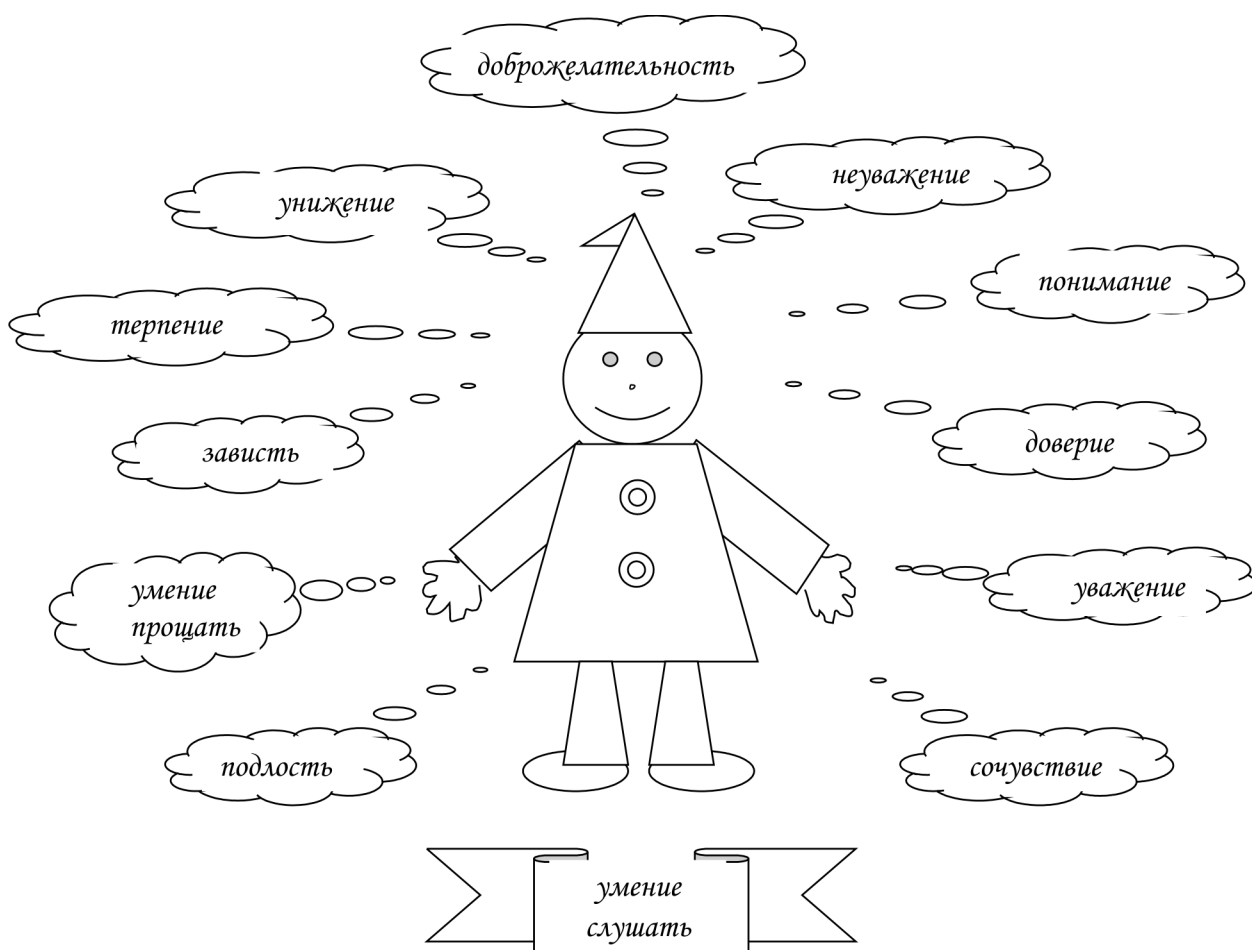 доброжелательность
неуважение
унижение
понимание
терпение
зависть
доверие
умение
прощать
уважение
подлость
сочувствие
умение
слушать